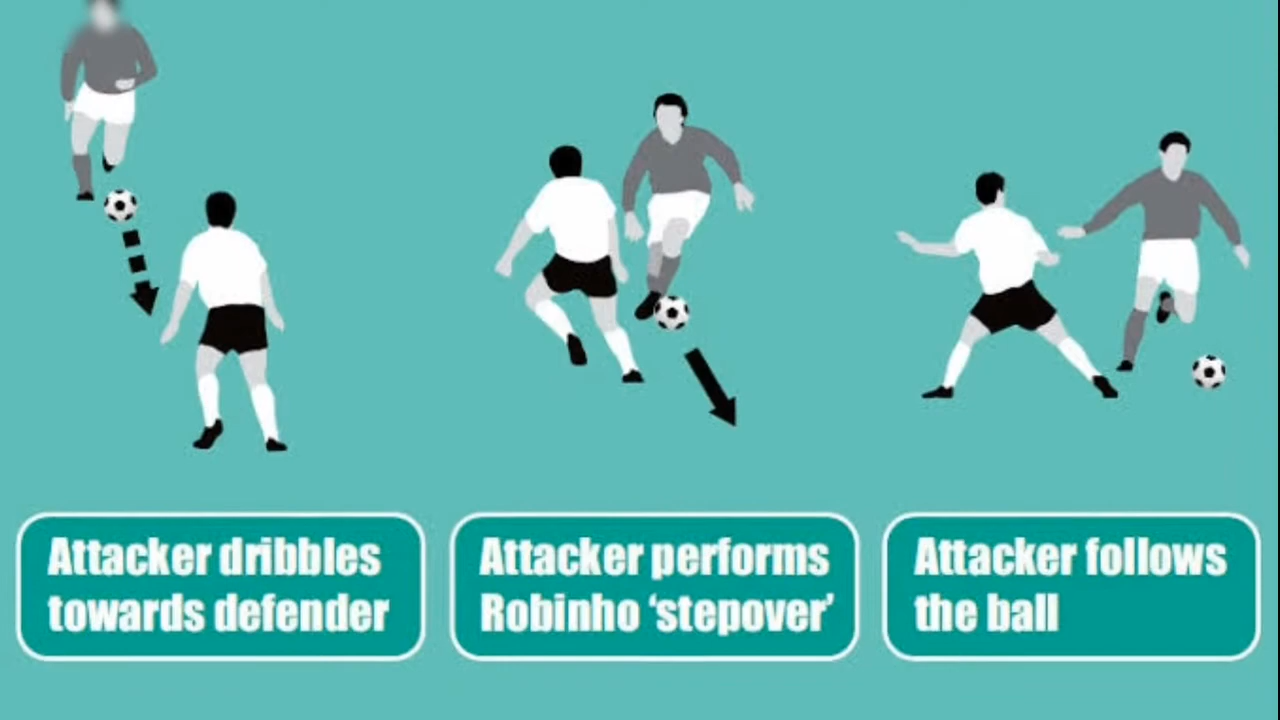 Attacker dribbles
towards defender
Attacker performs
Robinho ‘stepover’
Attacker follows
the ball